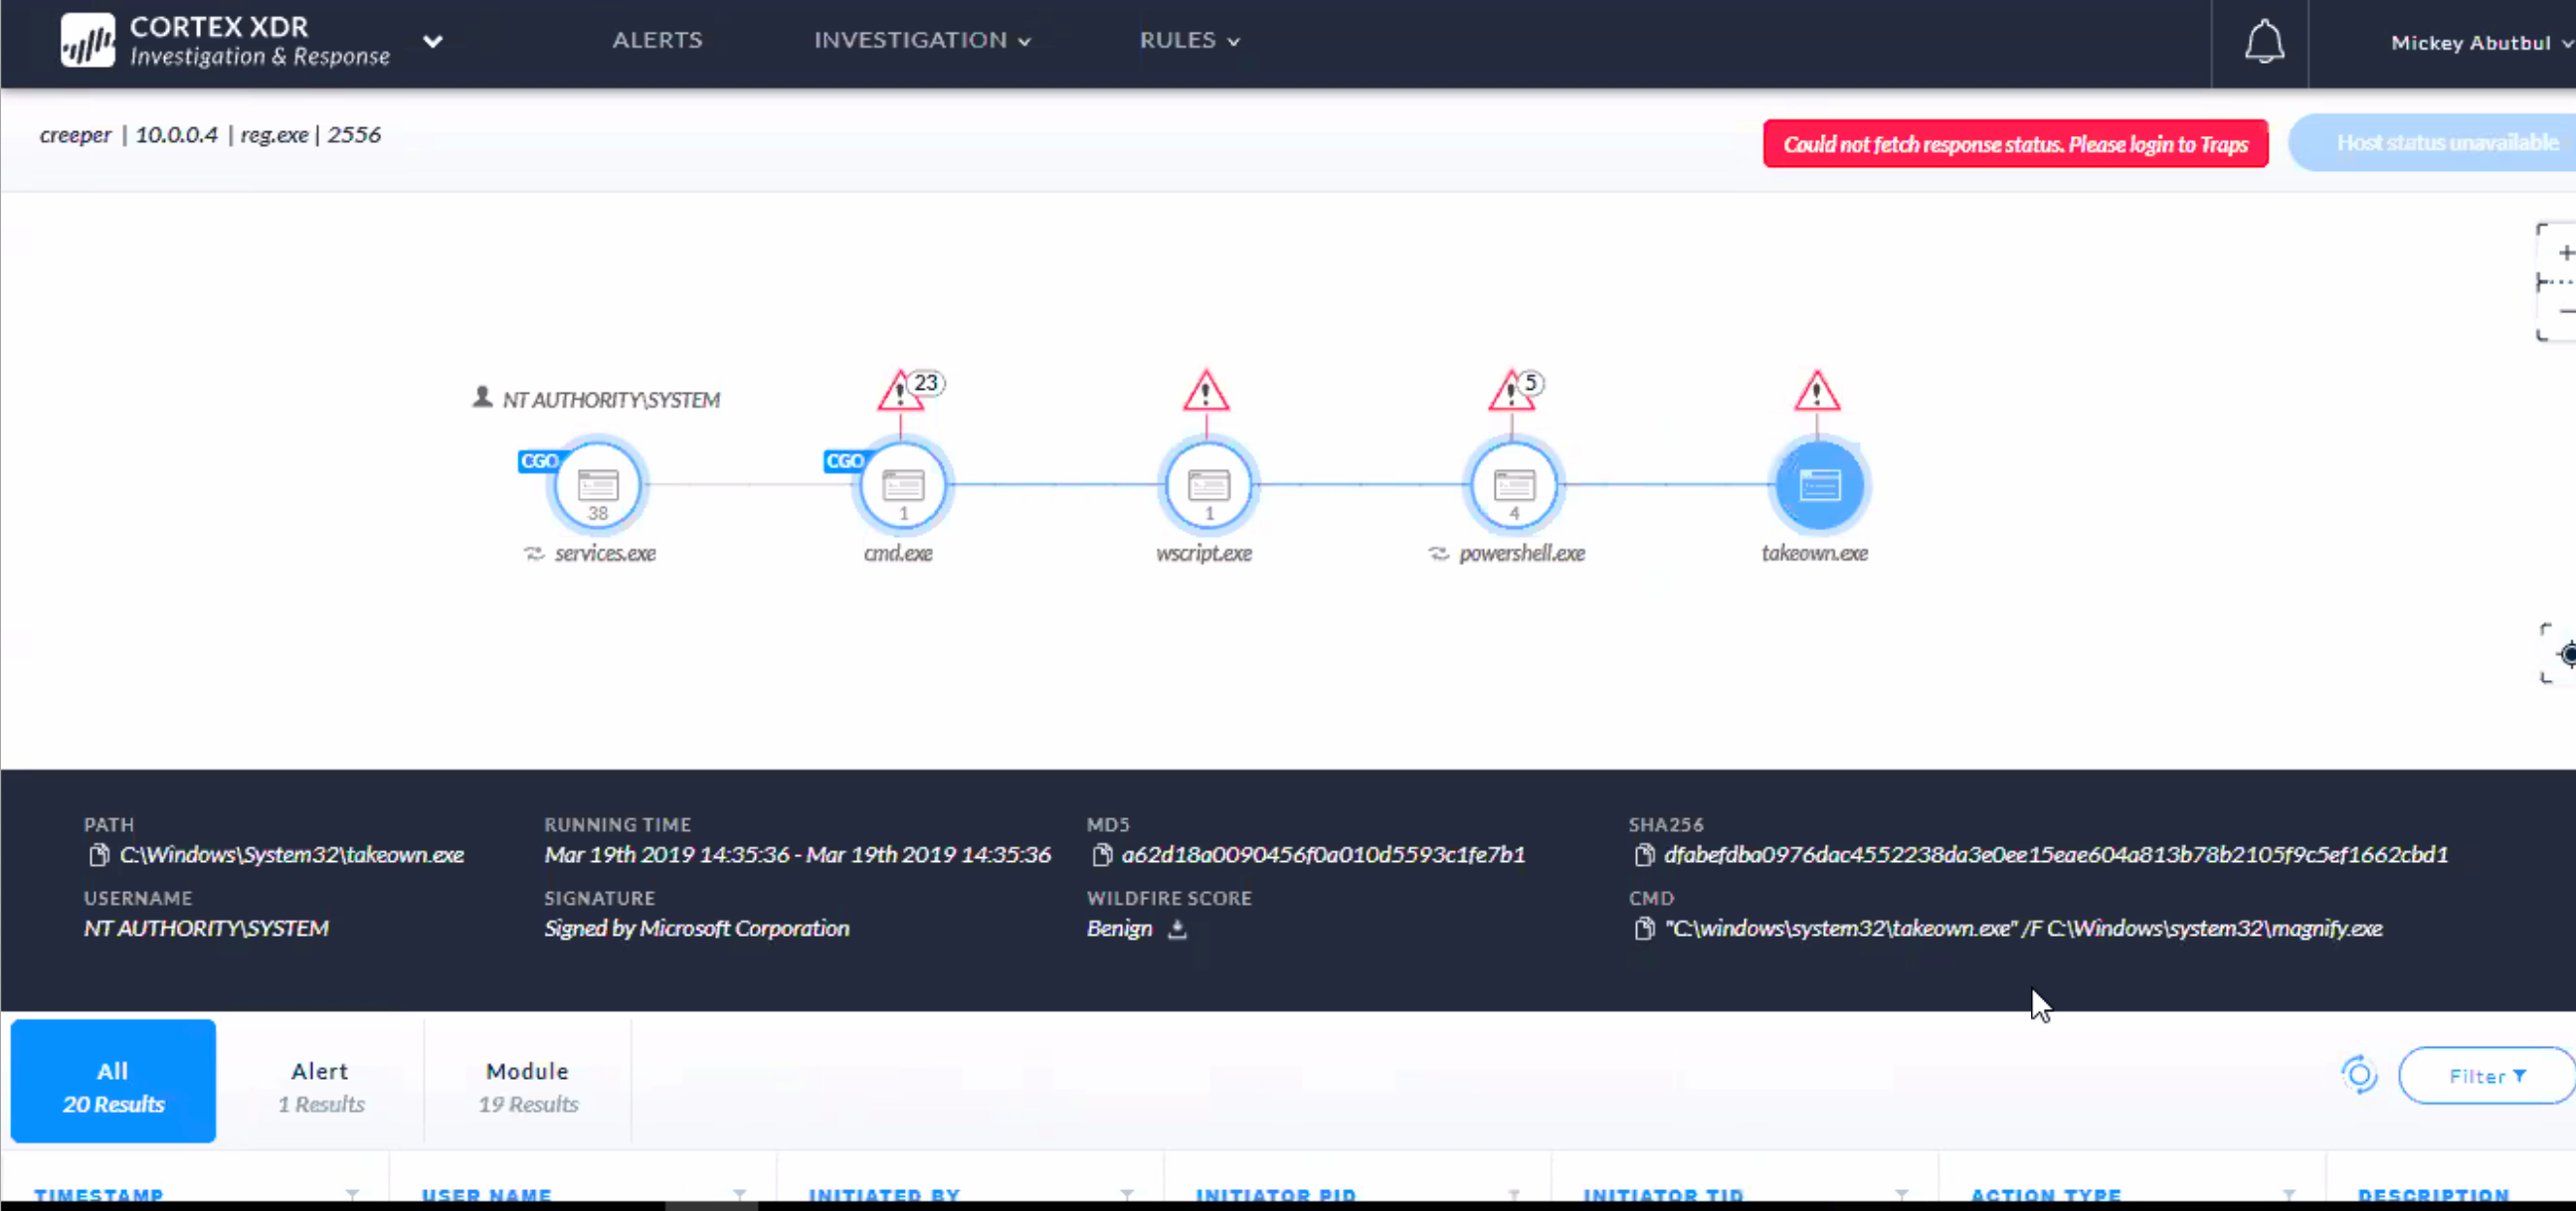 CORTEX XDR
Investigation & Response
ALERTS
INVESTIGATION
RULES
Mickey Abutbul
creeper | 10.0.0.4 | reg.exe | 2556
Could not fetch response status. Please login to Traps
Host status unavailable
NT AUTHORITY\SYSTEM
23
5
CGO
CGO
38
1
1
4
services.exe
cmd.exe
wscript.exe
powershell.exe
takeown.exe
PATH
C:\Windows\System32\takeown.exe
RUNNING TIME
Mar 19th 2019 14:35:36 - Mar 19th 2019 14:35:36
MD5
a62d18a0090456f0a010d5593c1fe7b1
SHA256
dfabefdba0976dac4552238da3e0ee15eae604a813b78b2105f9c5ef1662cbd1
USERNAME
NT AUTHORITY\SYSTEM
SIGNATURE
Signed by Microsoft Corporation
WILDFIRE SCORE
Benign
CMD
"C:\windows\system32\takeown.exe" /F C:\Windows\system32\magnify.exe
All
20 Results
Alert
1 Results
Module
19 Results
Filter
TIMESTAMP
USER NAME
INITIATED BY
INITIATOR PID
INITIATOR TID
ACTION TYPE
DESCRIPTION